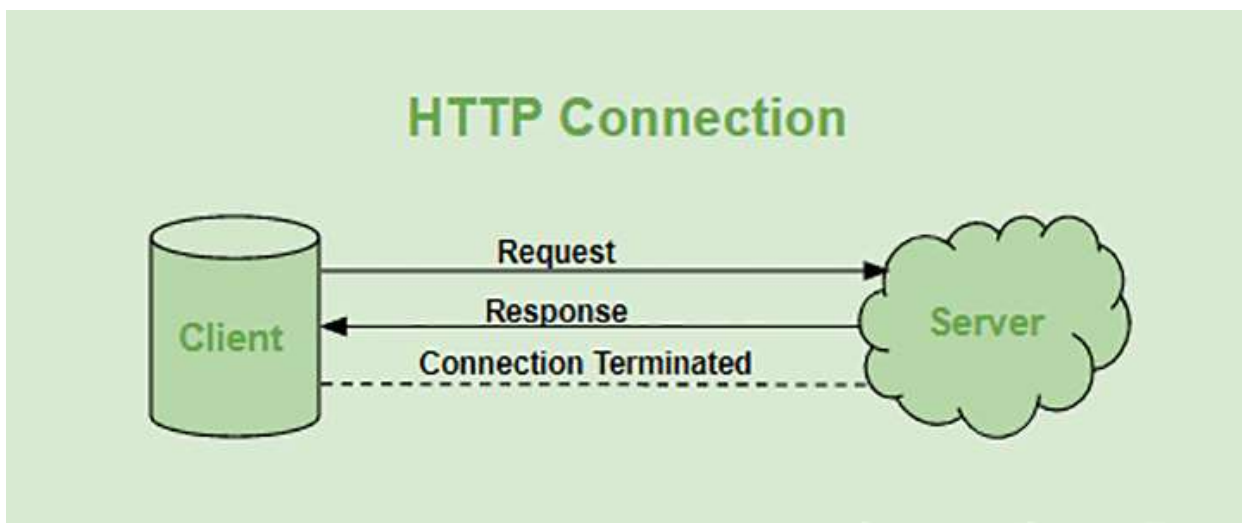 HTTP Connection
Request
Response
Client
Server
Connection Terminated